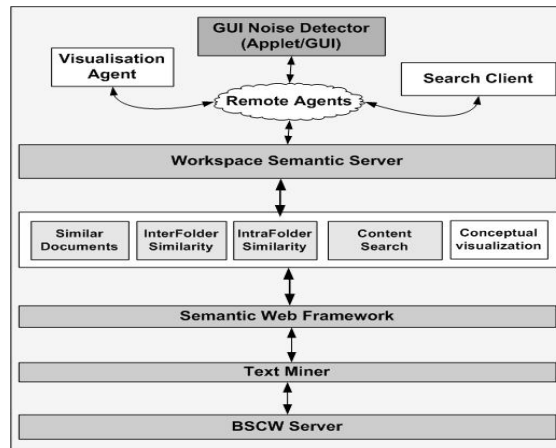 GUI Noise Detector
(Applet/GUI)
Visualisation
Agent
Search Client
Remote Agents
Workspace Semantic Server
Similar
Documents
InterFolder
Similarity
IntraFolder
Similarity
Content
Search
Conceptual
visualization
Semantic Web Framework
Text Miner
BSCW Server